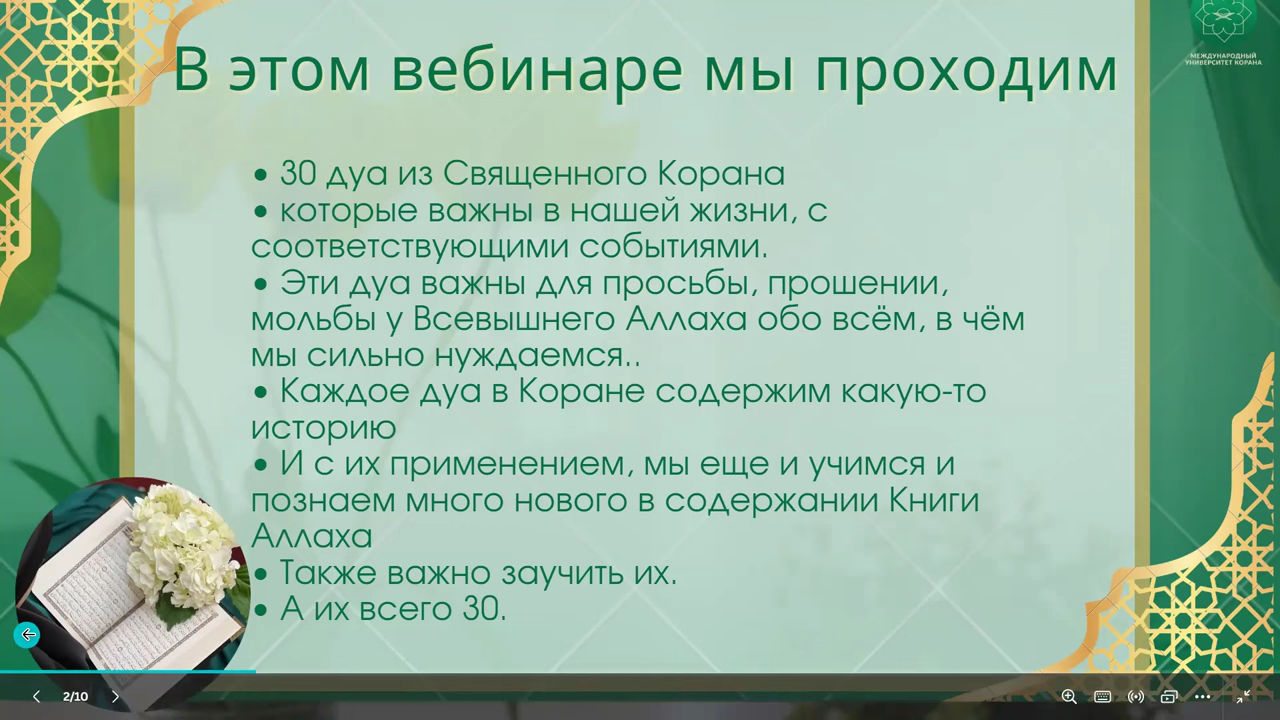 В этом вебинаре мы проходим
МЕЖДУНАРОДНЫЙ
УНИВЕРСИТЕТ КОРАНА
• 30 дуа из Священного Корана
• которые важны в нашей жизни, с
соответствующими событиями.
• Эти дуа важны для просьбы, прошении,
мольбы у Всевышнего Аллаха обо всём, в чём
мы сильно нуждаемся..
• Каждое дуа в Коране содержим какую-то
историю
• И с их применением, мы еще и учимся и
познаем много нового в содержании Книги
Аллаха
• Также важно заучить их.
• А их всего 30.
2/10